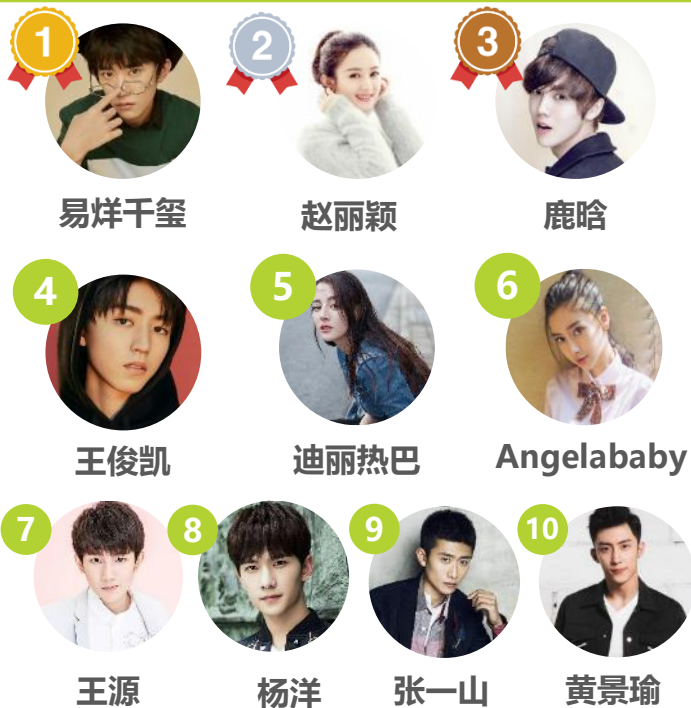 1 2 3
易烊千玺 赵丽颖 鹿晗
4 5 6
王俊凯 迪丽热巴 Angelababy
7 8 9 10
王源 杨洋 张一山 黄景瑜